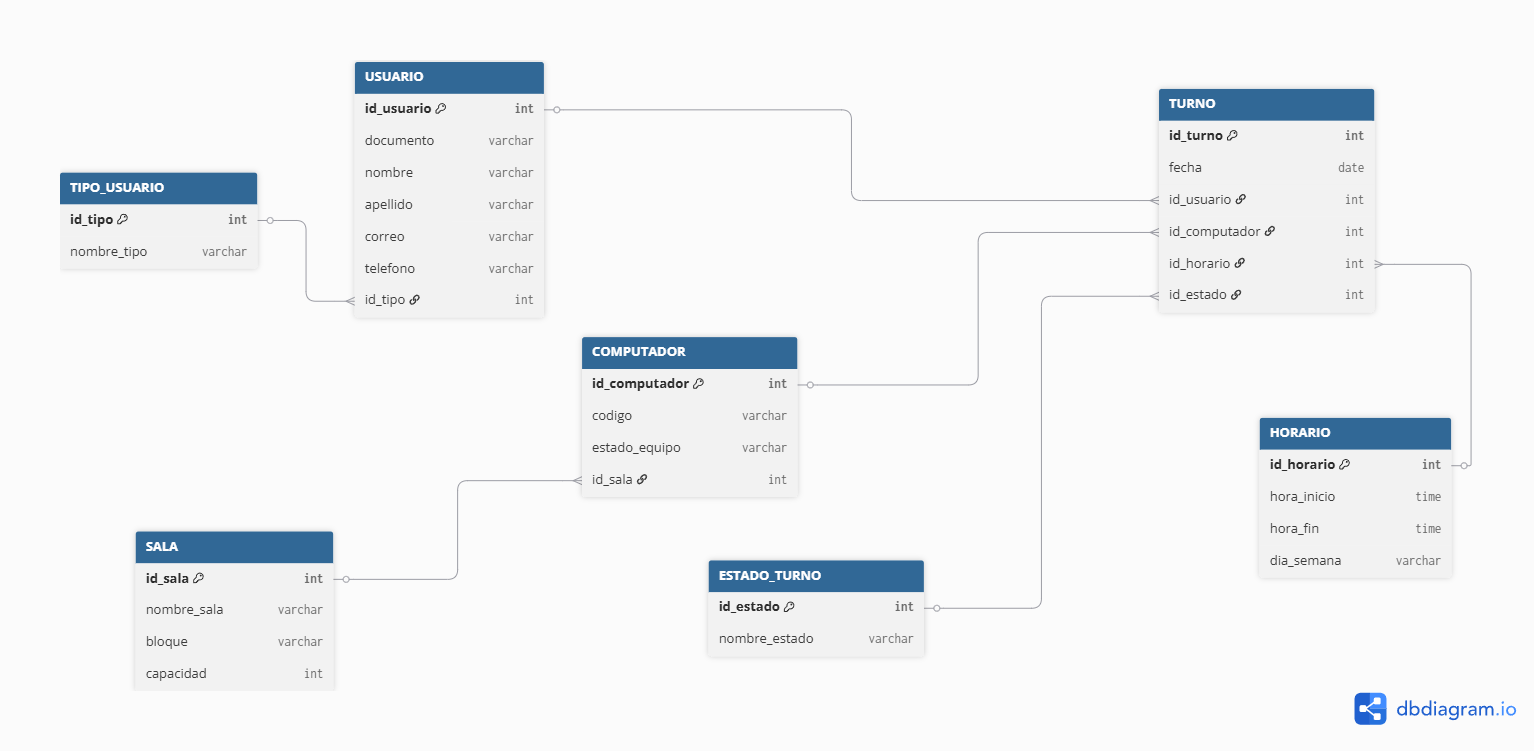 USUARIO
id_usuario int
documento varchar
nombre varchar
apellido varchar
correo varchar
telefono varchar
id_tipo int
TIPO_USUARIO
id_tipo int
nombre_tipo varchar
TURNO
id_turno int
fecha date
id_usuario int
id_computador int
id_horario int
id_estado int
COMPUTADOR
id_computador int
codigo varchar
estado_equipo varchar
id_sala int
HORARIO
id_horario int
hora_inicio time
hora_fin time
dia_semana varchar
SALA
id_sala int
nombre_sala varchar
bloque varchar
capacidad int
ESTADO_TURNO
id_estado int
nombre_estado varchar
dbdiagram.io